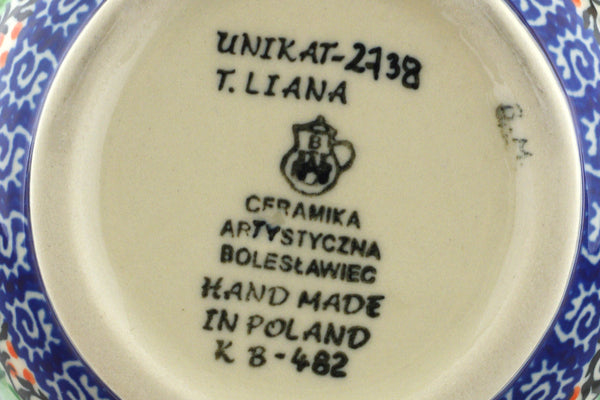 UNIKAT-2738
T. LIANA
B
CERAMIKA
ARTYSTYCZNA
BOLESŁAWIEC
HAND MADE
IN POLAND
K B-482